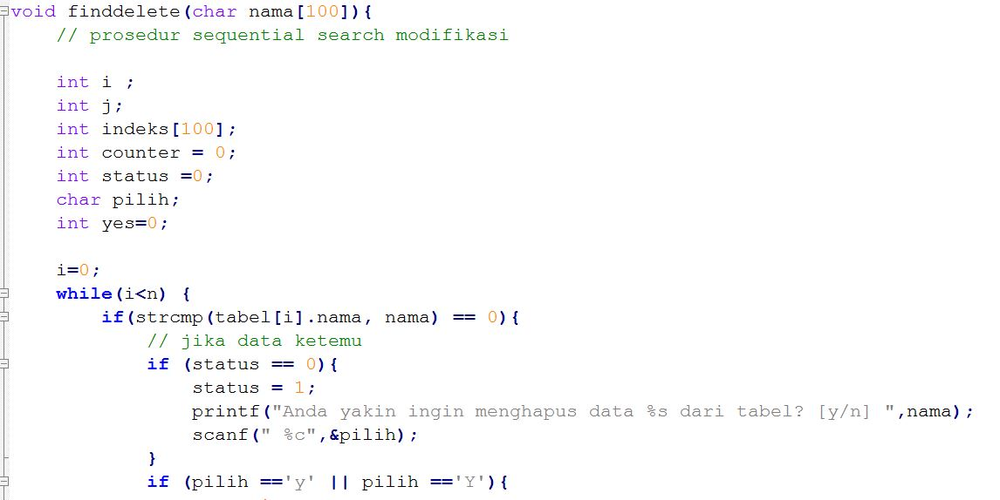 void finddelete(char nama[100]){
// prosedur sequential search modifikasi
int i ;
int j;
int indeks[100];
int counter = 0;
int status =0;
char pilih;
int yes=0;
i=0;
while(i<n) {
if(strcmp(tabel[i].nama, nama) == 0){
// jika data ketemu
if (status == 0){
status = 1;
printf("Anda yakin ingin menghapus data %s dari tabel? [y/n] ",nama);
scanf(" %c",&pilih);
}
if (pilih =='y' || pilih =='Y'){